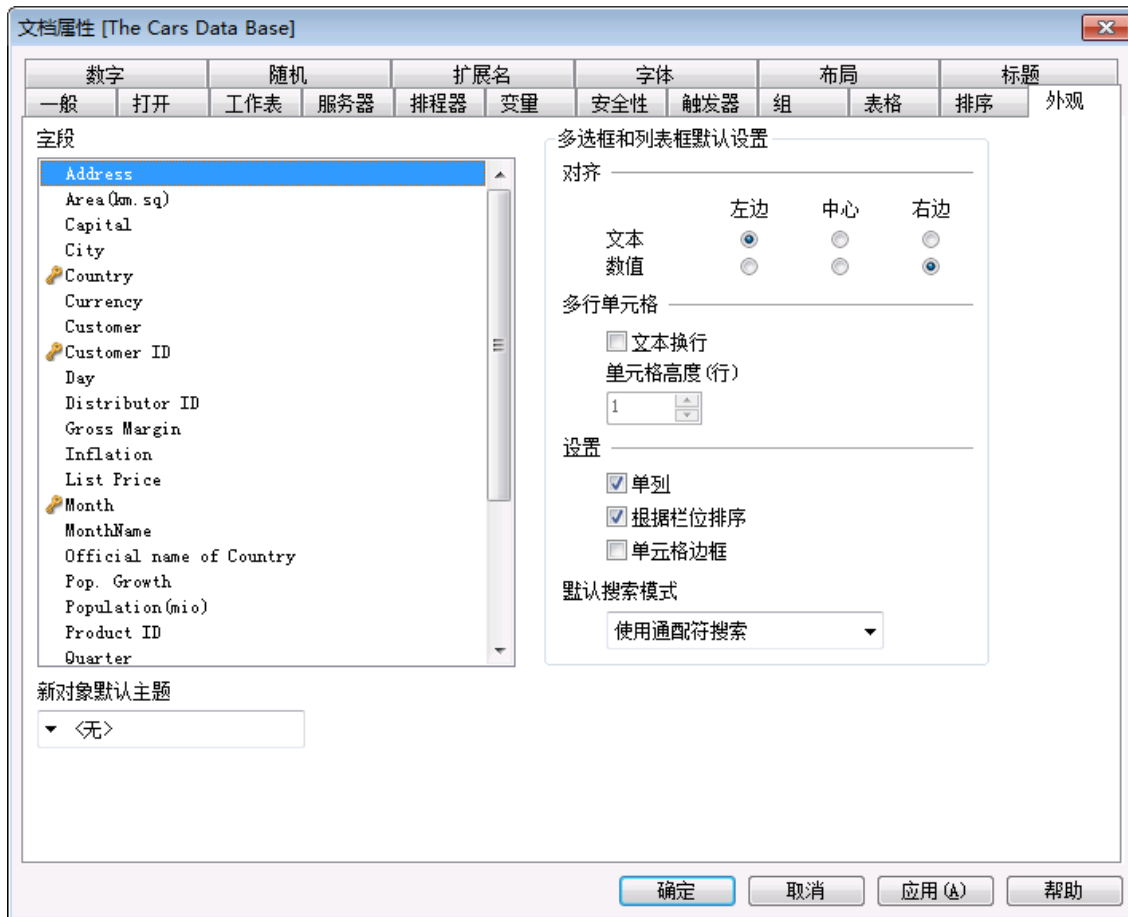 文档属性 [The Cars Data Base]
数字 随机 扩展名 字体 布局 标题
一般 打开 工作表 服务器 排程器 变量 安全性 触发器 组 表格 排序 外观
字段
Address
Area(km.sq)
Capital
City
Country
Currency
Customer
Customer ID
Day
Distributor ID
Gross Margin
Inflation
List Price
Month
MonthName
Official name of Country
Pop. Growth
Population(mio)
Product ID
Quarter
新对象默认主题
<无>
多选框和列表框默认设置
对齐
左边 中心 右边
文本
数值
多行单元格
文本换行
单元格高度(行)
1
设置
单列
根据栏位排序
单元格边框
默认搜索模式
使用通配符搜索
确定 取消 应用(A) 帮助